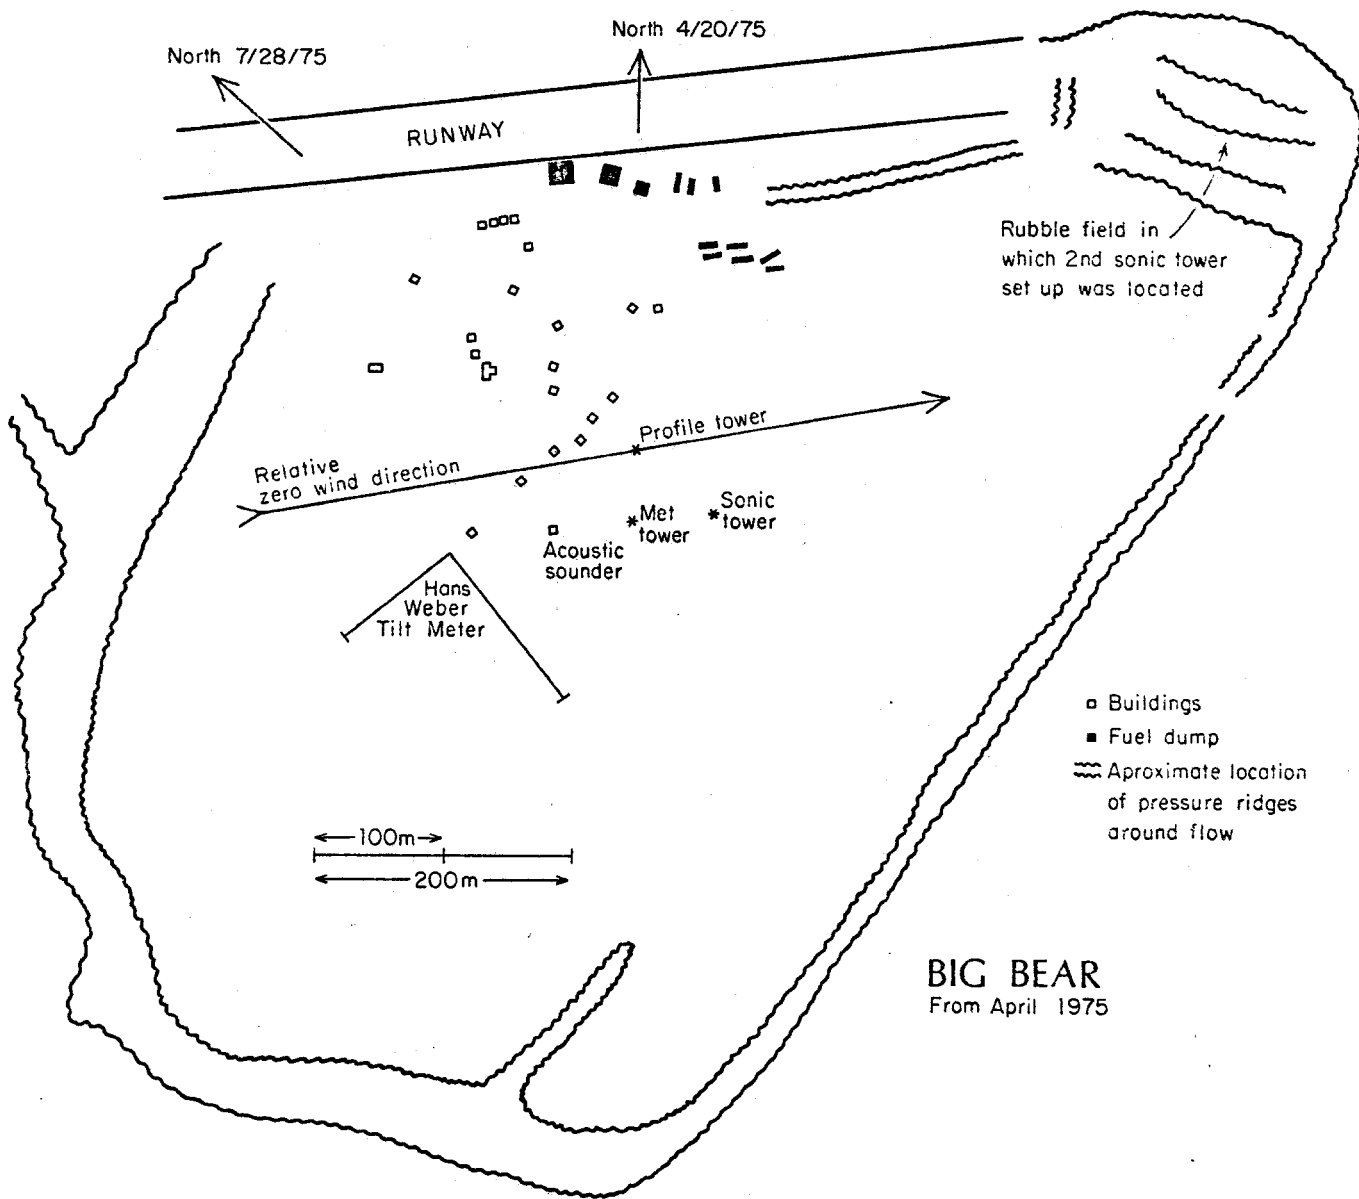 North 4/20/75
North 7/28/75
RUNWAY
Rubble field in
which 2nd sonic tower
set up was located
Profile tower
Relative
zero wind direction
Sonic
tower
Met
tower
Acoustic
sounder
Hans
Weber
Tilt Meter
Buildings
Fuel dump
Aproximate location
of pressure ridges
around flow
100m
200m
BIG BEAR
From April 1975